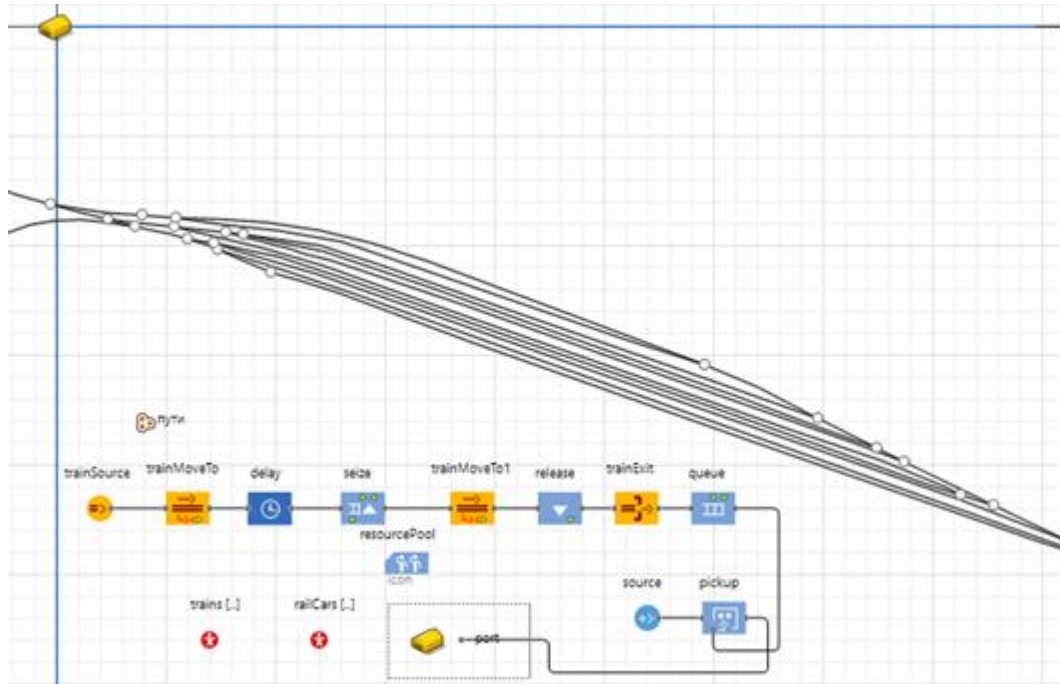 пути
trainSource
trainMoveTo
delay
seize
trainMoveTo1
release
trainExit
queue
resourcePool
icon
source
pickup
trains [..]
railCars [..]
port